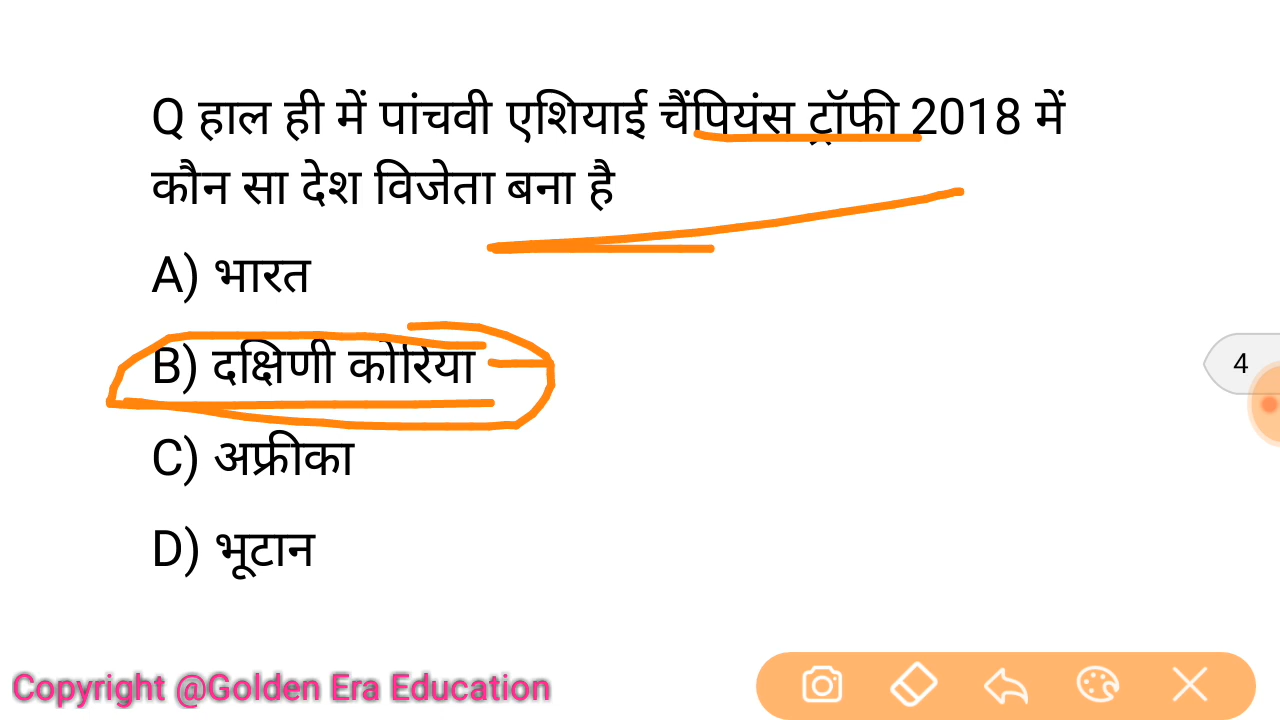 Q हाल ही में पांचवी एशियाई चैंपियंस ट्रॉफी 2018 में
कौन सा देश विजेता बना है
A) भारत
B) दक्षिणी कोरिया
C) अफ्रीका
D) भूटान
4
Copyright @Golden Era Education